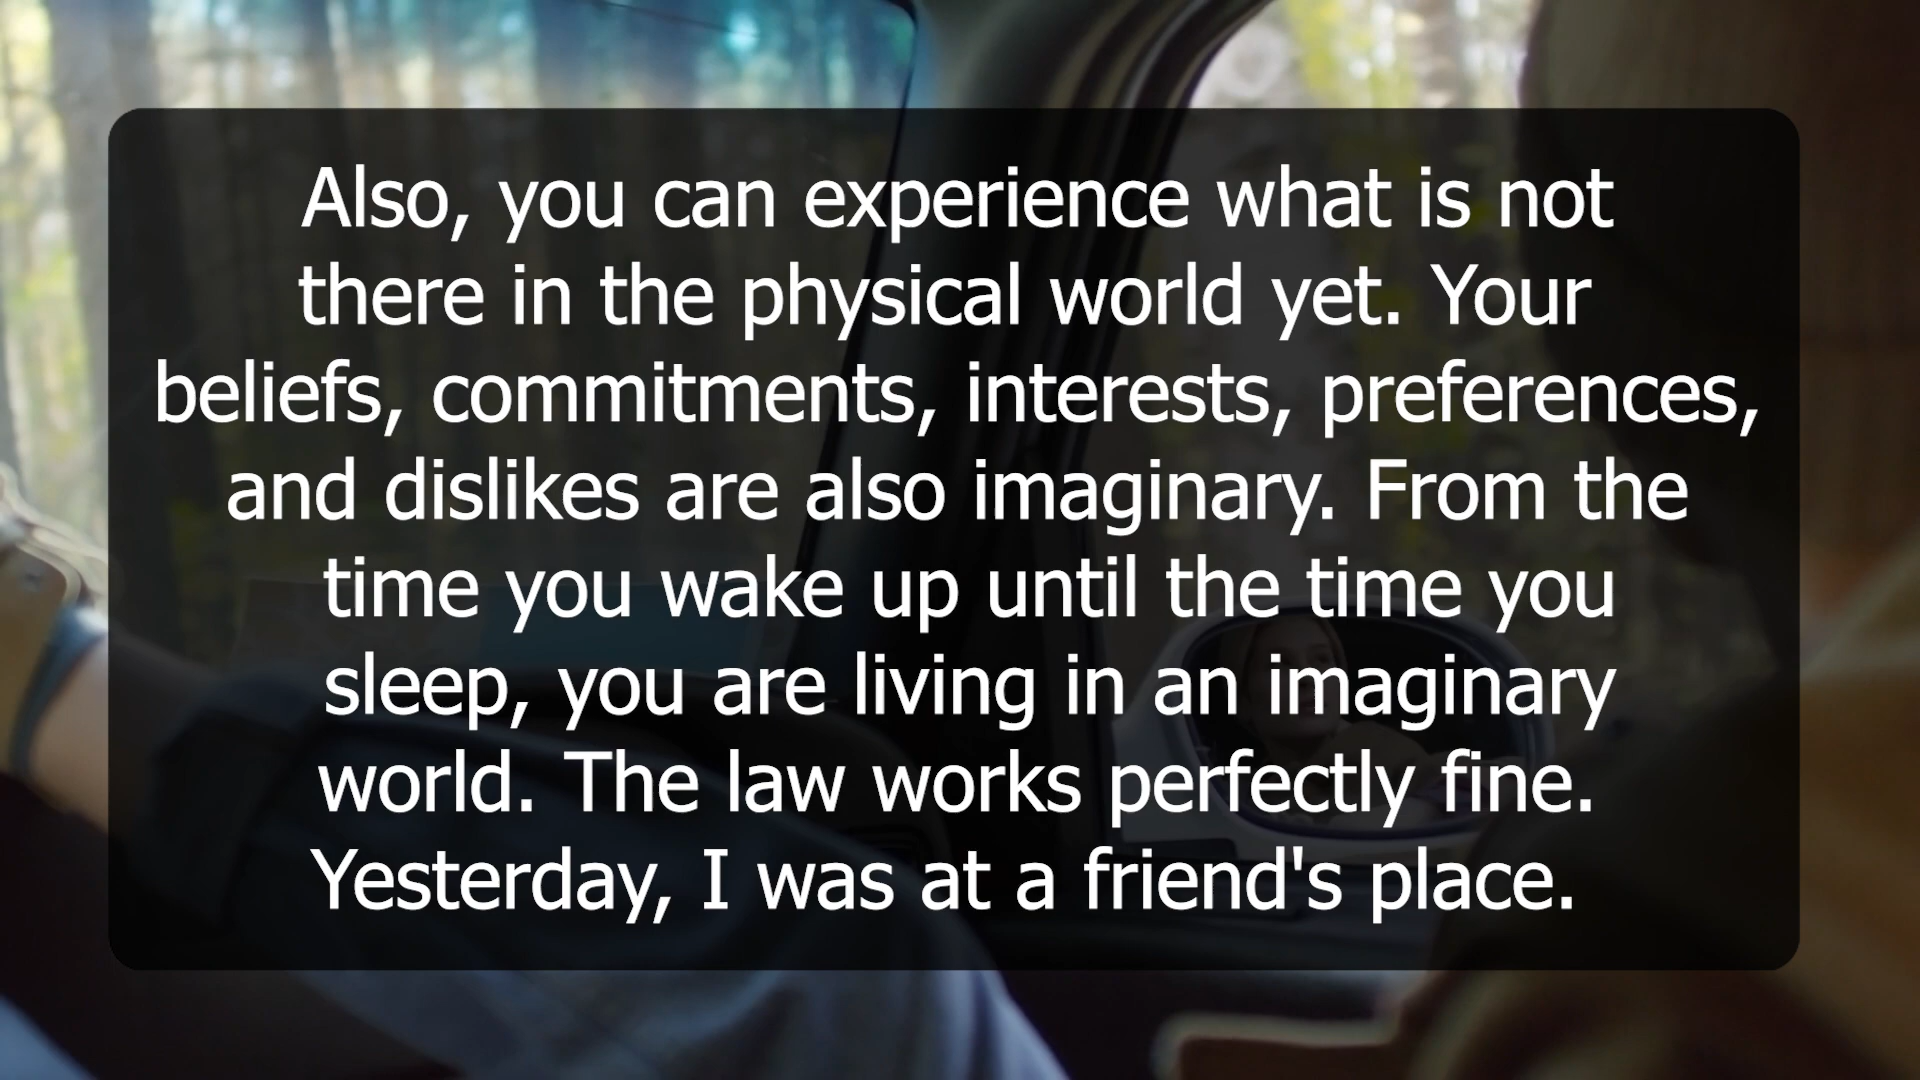 Also, you can experience what is not
there in the physical world yet. Your
beliefs, commitments, interests, preferences,
and dislikes are also imaginary. From the
time you wake up until the time you
sleep, you are living in an imaginary
world. The law works perfectly fine.
Yesterday, I was at a friend's place.